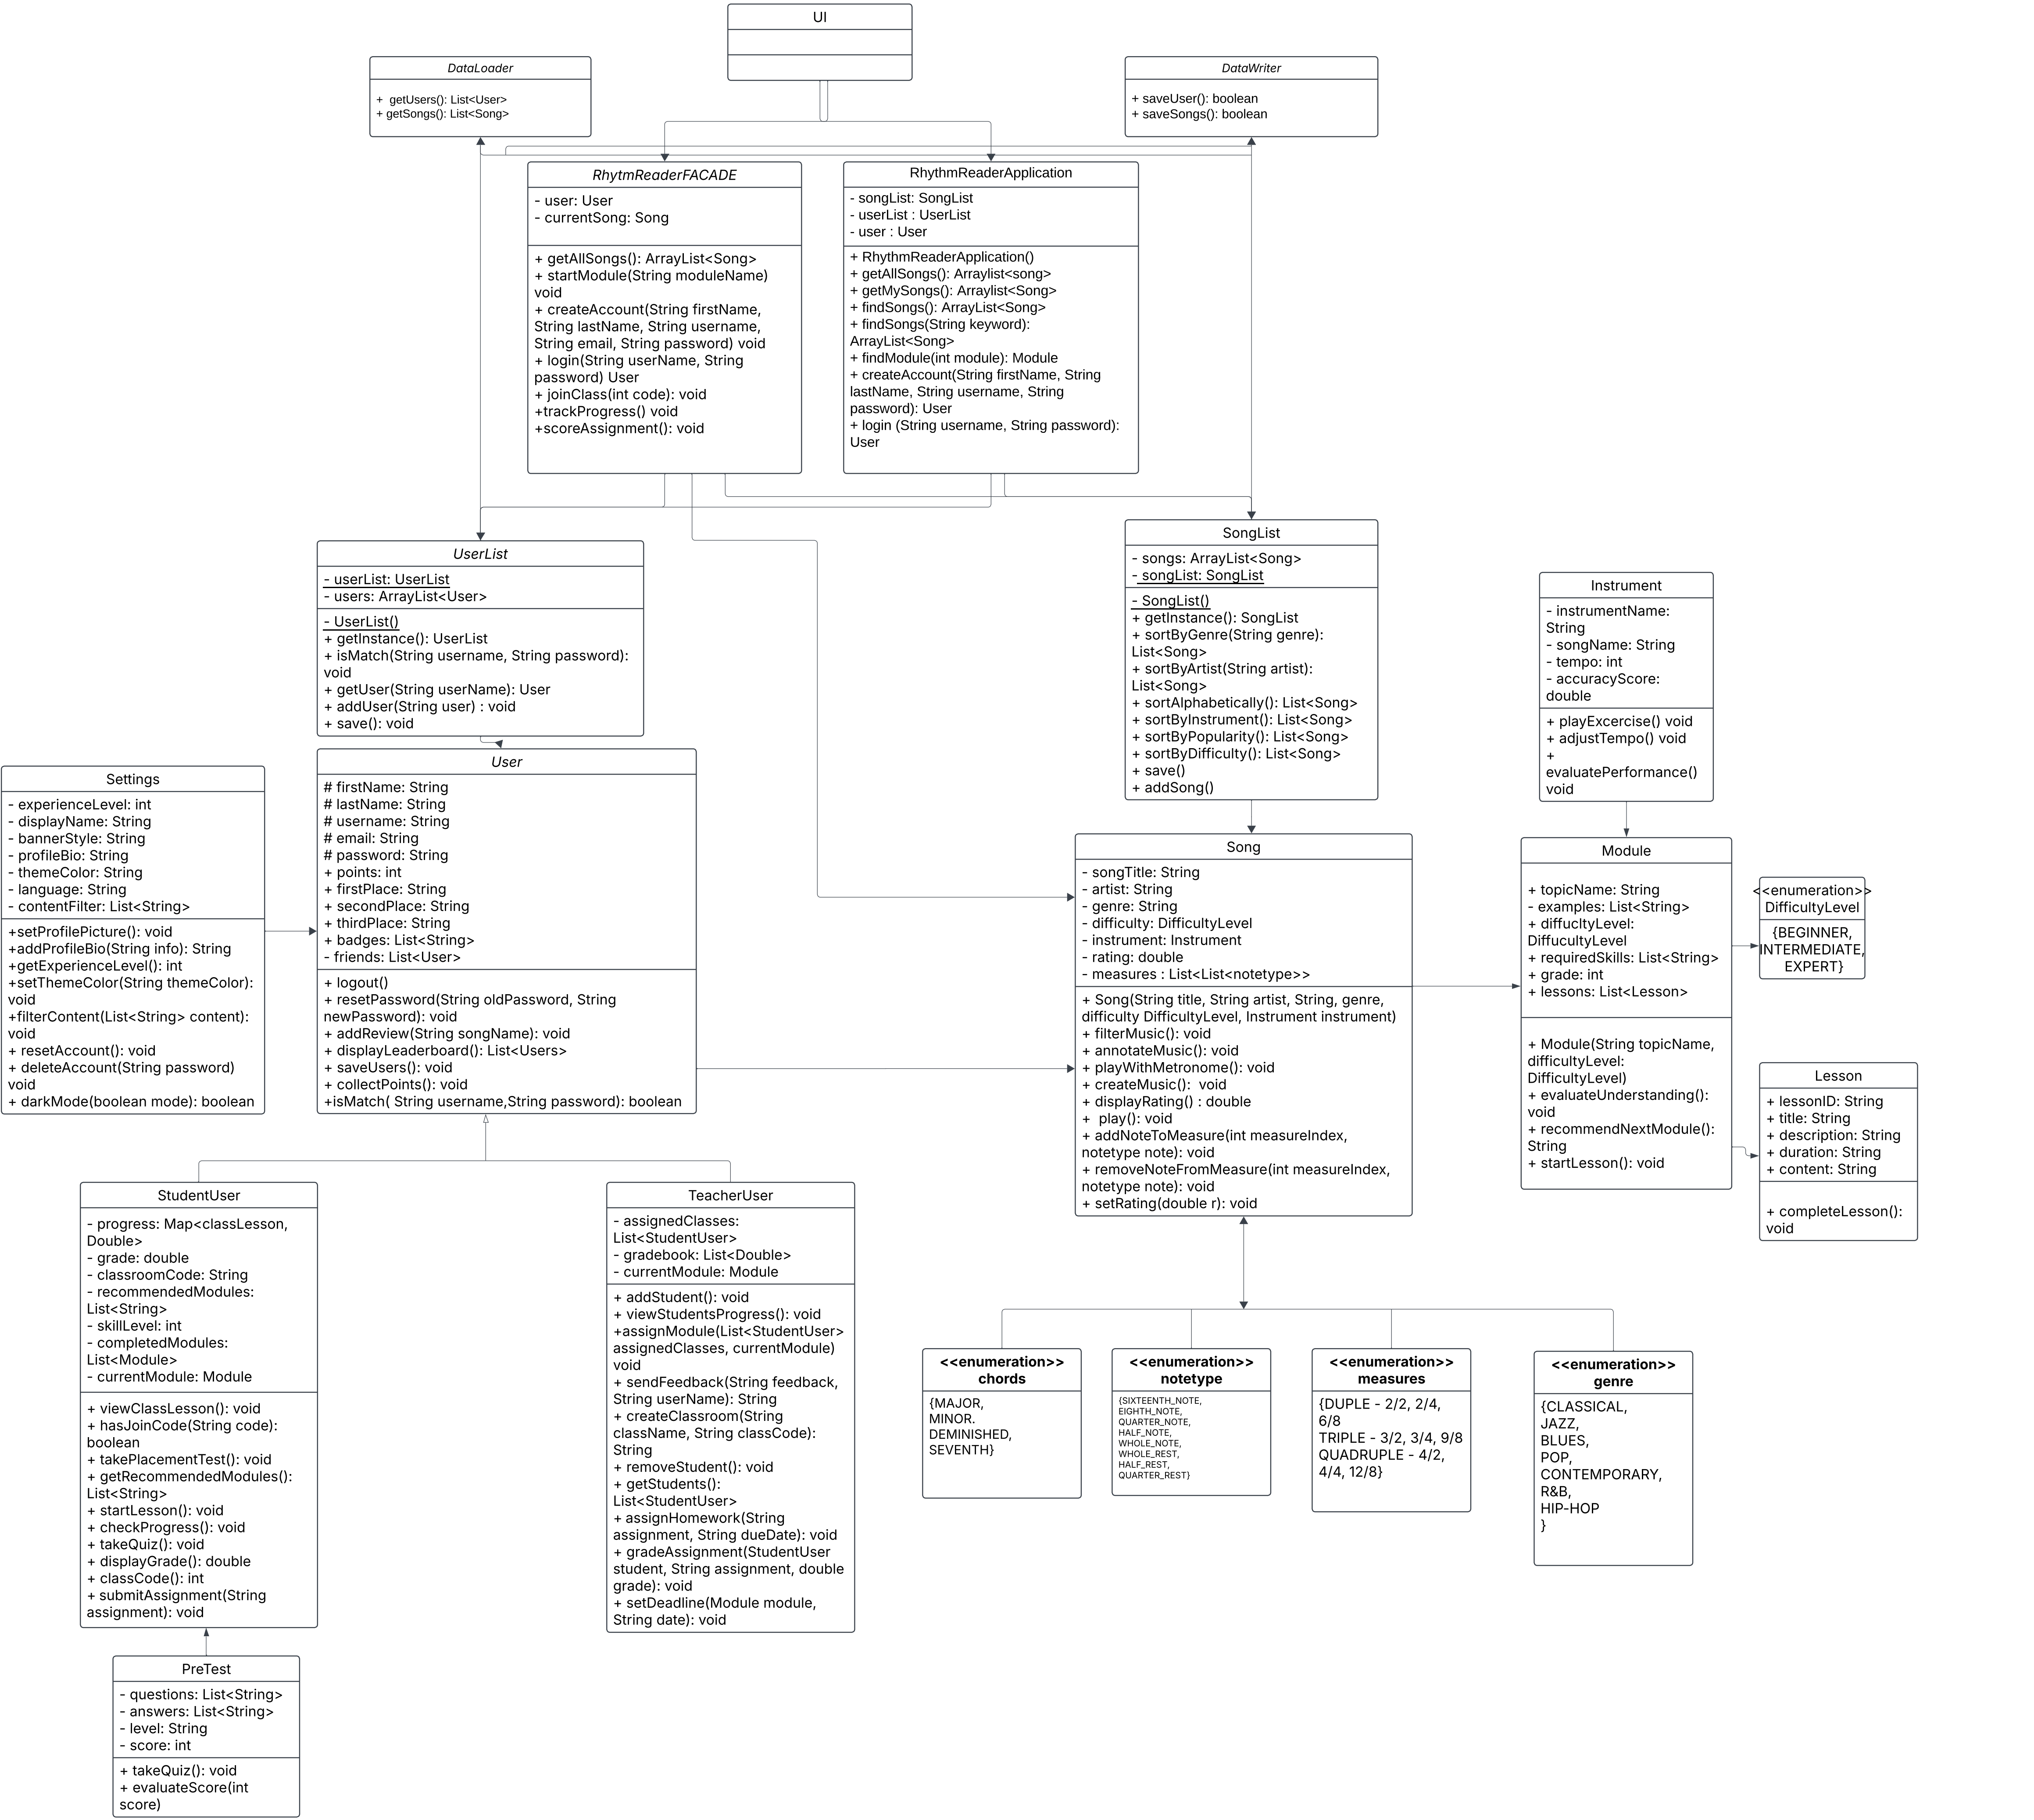 UI
DataLoader
+  getUsers(): List<User>
+ getSongs(): List<Song>
DataWriter
+ saveUser(): boolean
+ saveSongs(): boolean
RhytmReaderFACADE
- user: User
- currentSong: Song
+ getAllSongs(): ArrayList<Song>
+ startModule(String moduleName)
void
+ createAccount(String firstName,
String lastName, String username,
String email, String password) void
+ login(String userName, String
password) User
+ joinClass(int code): void
+trackProgress() void
+scoreAssignment(): void
RhythmReaderApplication
- songList: SongList
- userList : UserList
- user : User
+ RhythmReaderApplication()
+ getAllSongs(): Arraylist<song>
+ getMySongs(): Arraylist<Song>
+ findSongs(): ArrayList<Song>
+ findSongs(String keyword):
ArrayList<Song>
+ findModule(int module): Module
+ createAccount(String firstName, String
lastName, String username, String
password): User
+ login (String username, String password):
User
UserList
- userList: UserList
- users: ArrayList<User>
- UserList()
+ getInstance(): UserList
+ isMatch(String username, String password):
void
+ getUser(String userName): User
+ addUser(String user) : void
+ save(): void
SongList
- songs: ArrayList<Song>
- songList: SongList
- SongList()
+ getInstance(): SongList
+ sortByGenre(String genre):
List<Song>
+ sortByArtist(String artist):
List<Song>
+ sortAlphabetically(): List<Song>
+ sortByInstrument(): List<Song>
+ sortByPopularity(): List<Song>
+ sortByDifficulty(): List<Song>
+ save()
+ addSong()
Instrument
- instrumentName:
String
- songName: String
- tempo: int
- accuracyScore:
double
+ playExcercise() void
+ adjustTempo() void
+
evaluatePerformance()
void
Settings
- experienceLevel: int
- displayName: String
- bannerStyle: String
- profileBio: String
- themeColor: String
- language: String
- contentFilter: List<String>
+setProfilePicture(): void
+addProfileBio(String info): String
+getExperienceLevel(): int
+setThemeColor(String themeColor):
void
+filterContent(List<String> content):
void
+ resetAccount(): void
+ deleteAccount(String password)
void
+ darkMode(boolean mode): boolean
User
# firstName: String
# lastName: String
# username: String
# email: String
# password: String
+ points: int
+ firstPlace: String
+ secondPlace: String
+ thirdPlace: String
+ badges: List<String>
- friends: List<User>
+ logout()
+ resetPassword(String oldPassword, String
newPassword): void
+ addReview(String songName): void
+ displayLeaderboard(): List<Users>
+ saveUsers(): void
+ collectPoints(): void
+isMatch( String username,String password): boolean
Song
- songTitle: String
- artist: String
- genre: String
- difficulty: DifficultyLevel
- instrument: Instrument
- rating: double
- measures : List<List<notetype>>
+ Song(String title, String artist, String, genre,
difficulty DifficultyLevel, Instrument instrument)
+ filterMusic(): void
+ annotateMusic(): void
+ playWithMetronome(): void
+ createMusic():  void
+ displayRating() : double
+  play(): void
+ addNoteToMeasure(int measureIndex,
notetype note): void
+ removeNoteFromMeasure(int measureIndex,
notetype note): void
+ setRating(double r): void
Module
+ topicName: String
- examples: List<String>
+ diffucltyLevel:
DiffucultyLevel
+ requiredSkills: List<String>
+ grade: int
+ lessons: List<Lesson>
+ Module(String topicName,
difficultyLevel:
DifficultyLevel)
+ evaluateUnderstanding():
void
+ recommendNextModule():
String
+ startLesson(): void
<<enumeration>>
DifficultyLevel
{BEGINNER,
INTERMEDIATE,
EXPERT}
Lesson
+ lessonID: String
+ title: String
+ description: String
+ duration: String
+ content: String
+ completeLesson():
void
StudentUser
- progress: Map<classLesson,
Double>
- grade: double
- classroomCode: String
- recommendedModules:
List<String>
- skillLevel: int
- completedModules:
List<Module>
- currentModule: Module
+ viewClassLesson(): void
+ hasJoinCode(String code):
boolean
+ takePlacementTest(): void
+ getRecommendedModules():
List<String>
+ startLesson(): void
+ checkProgress(): void
+ takeQuiz(): void
+ displayGrade(): double
+ classCode(): int
+ submitAssignment(String
assignment): void
TeacherUser
- assignedClasses:
List<StudentUser>
- gradebook: List<Double>
- currentModule: Module
+ addStudent(): void
+ viewStudentsProgress(): void
+assignModule(List<StudentUser>
assignedClasses, currentModule)
void
+ sendFeedback(String feedback,
String userName): String
+ createClassroom(String
className, String classCode):
String
+ removeStudent(): void
+ getStudents():
List<StudentUser>
+ assignHomework(String
assignment, String dueDate): void
+ gradeAssignment(StudentUser
student, String assignment, double
grade): void
+ setDeadline(Module module,
String date): void
<<enumeration>>
chords
{MAJOR,
MINOR.
DEMINISHED,
SEVENTH}
<<enumeration>>
notetype
{SIXTEENTH_NOTE,
EIGHTH_NOTE,
QUARTER_NOTE,
HALF_NOTE,
WHOLE_NOTE,
WHOLE_REST,
HALF_REST,
QUARTER_REST}
<<enumeration>>
measures
{DUPLE - 2/2, 2/4,
6/8
TRIPLE - 3/2, 3/4, 9/8
QUADRUPLE - 4/2,
4/4, 12/8}
<<enumeration>>
genre
{CLASSICAL,
JAZZ,
BLUES,
POP,
CONTEMPORARY,
R&B,
HIP-HOP
}
PreTest
- questions: List<String>
- answers: List<String>
- level: String
- score: int
+ takeQuiz(): void
+ evaluateScore(int
score)